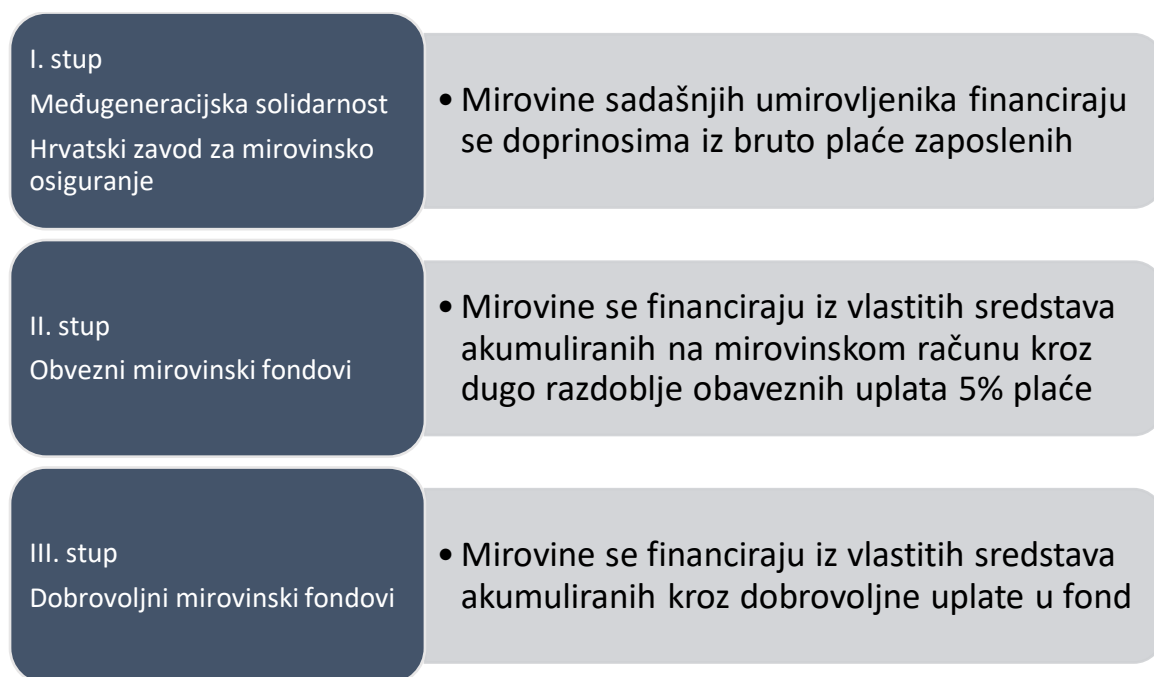 I. stup
Međugeneracijska solidarnost
Hrvatski zavod za mirovinsko
osiguranje
• Mirovine sadašnjih umirovljenika financiraju
se doprinosima iz bruto plaće zaposlenih
II. stup
Obvezni mirovinski fondovi
• Mirovine se financiraju iz vlastitih sredstava
akumuliranih na mirovinskom računu kroz
dugo razdoblje obaveznih uplata 5% plaće
III. stup
Dobrovoljni mirovinski fondovi
• Mirovine se financiraju iz vlastitih sredstava
akumuliranih kroz dobrovoljne uplate u fond